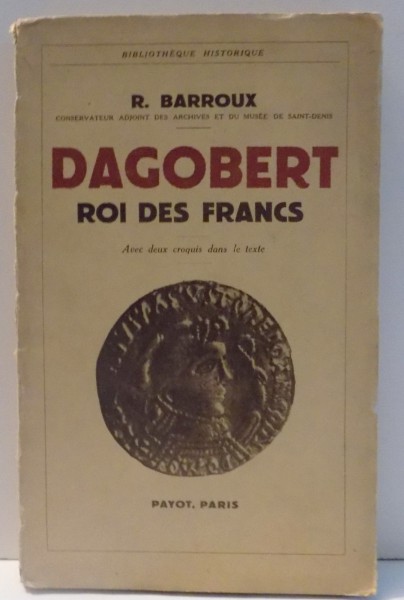 BIBLIOTHÈQUE HISTORIQUE
R. BARROUX
CONSERVATEUR ADJOINT DES ARCHIVES ET DU MUSÉE DE SAINT-DENIS
DAGOBERT
ROI DES FRANCS
Avec deux croquis dans le texte
PAYOT, PARIS